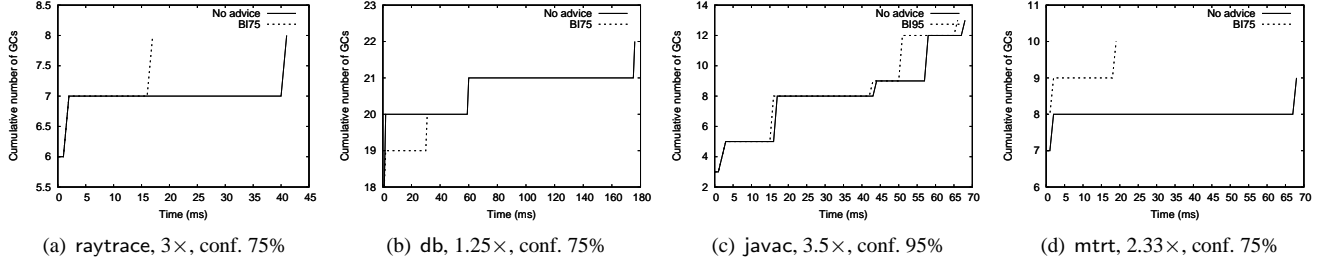 No advice
BI75
8.5
8
7.5
7
6.5
6
5.5
Cumulative number of GCs
0 5 10 15 20 25 30 35 40 45
Time (ms)
(a) raytrace, 3×, conf. 75%
No advice
BI75
23
22
21
20
19
18
Cumulative number of GCs
0 20 40 60 80 100 120 140 160 180
Time (ms)
(b) db, 1.25×, conf. 75%
No advice
BI95
14
12
10
8
6
4
2
Cumulative number of GCs
0 5 10 15 20 25 30 35 40 45 50 55 60 65 70
Time (ms)
(c) javac, 3.5×, conf. 95%
No advice
BI75
11
10
9
8
7
6
Cumulative number of GCs
0 5 10 15 20 25 30 35 40 45 50 55 60 65 70
Time (ms)
(d) mtrt, 2.33×, conf. 75%